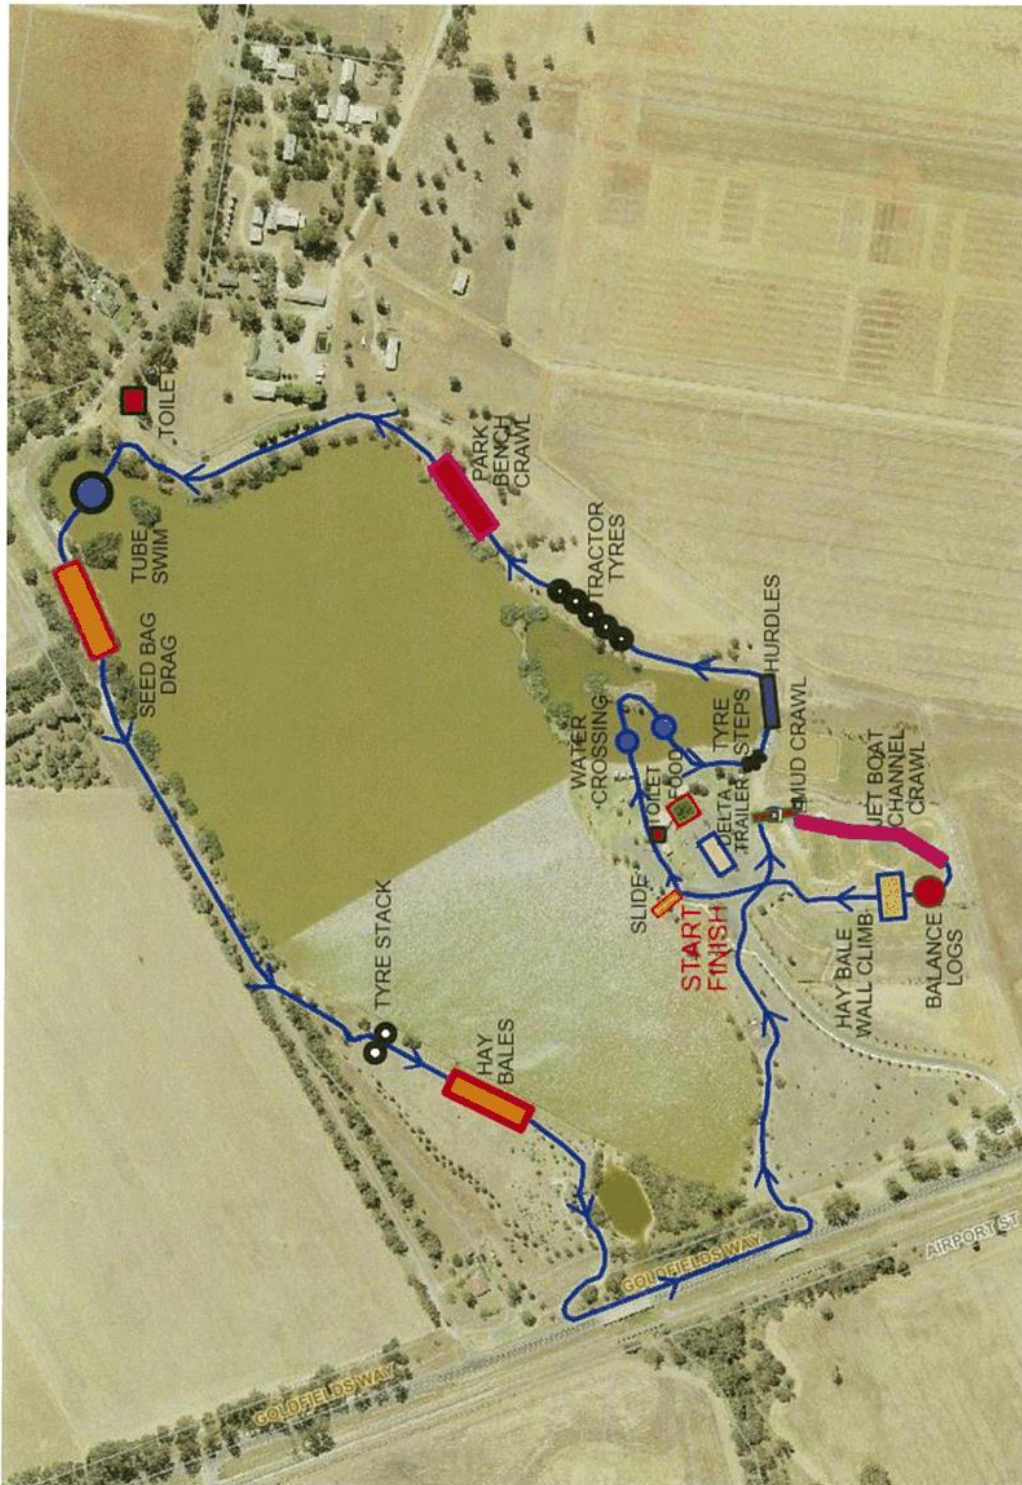 TOILET
TUBE
SWIM
SEED BAG
DRAG
PARK
BENCH
CRAWL
TRACTOR
TYRES
HURDLES
TYRE
STEPS
WATER
CROSSING
TOILET
FOOD
DELTA
TRAILER
MUD CRAWL
JET BOAT
CHANNEL
CRAWL
SLIDE
START
FINISH
HAY BALE
WALL CLIMB
BALANCE
LOGS
TYRE STACK
HAY
BALES
GOLDFIELDS WAY
GOLDFIELDS WAY
AIRPORT ST